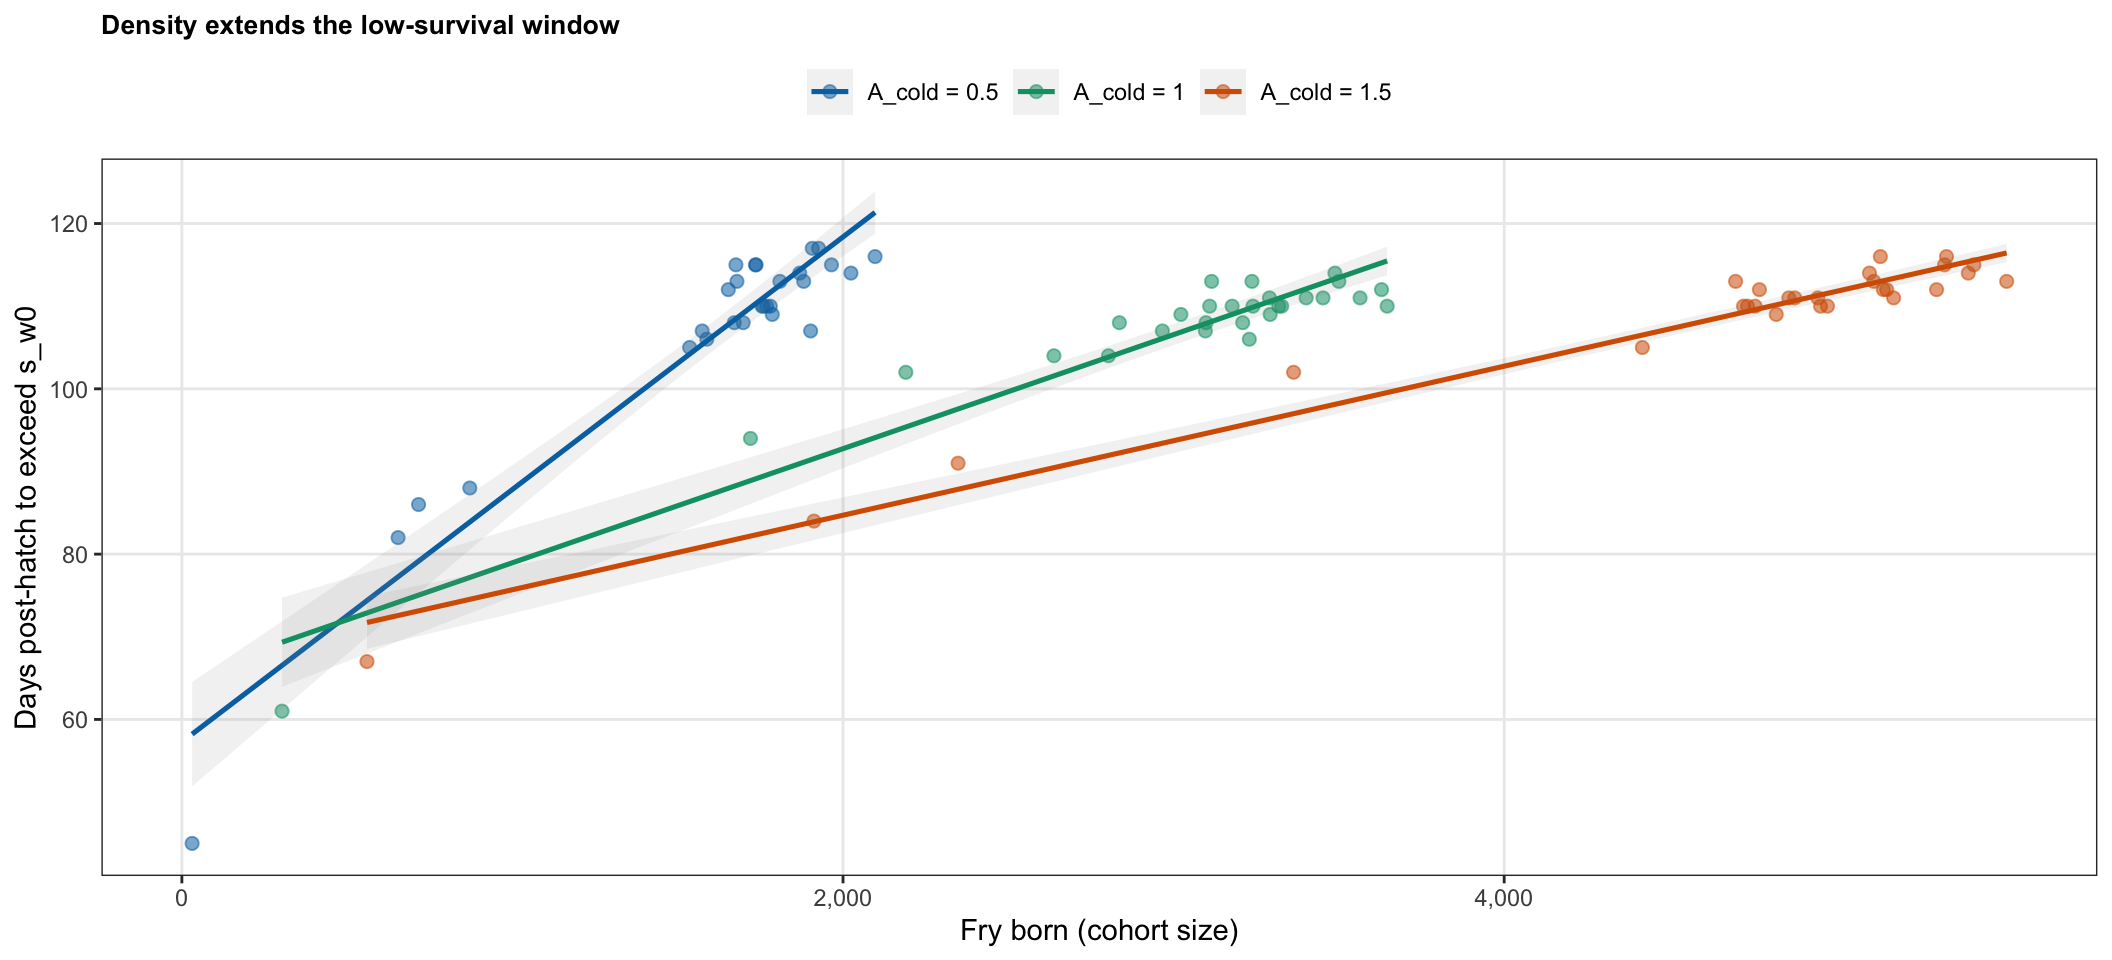 Density extends the low-survival window
A_cold = 0.5 A_cold = 1 A_cold = 1.5
Days post-hatch to exceed s_w0
120
100
80
60
0 2,000 4,000
Fry born (cohort size)